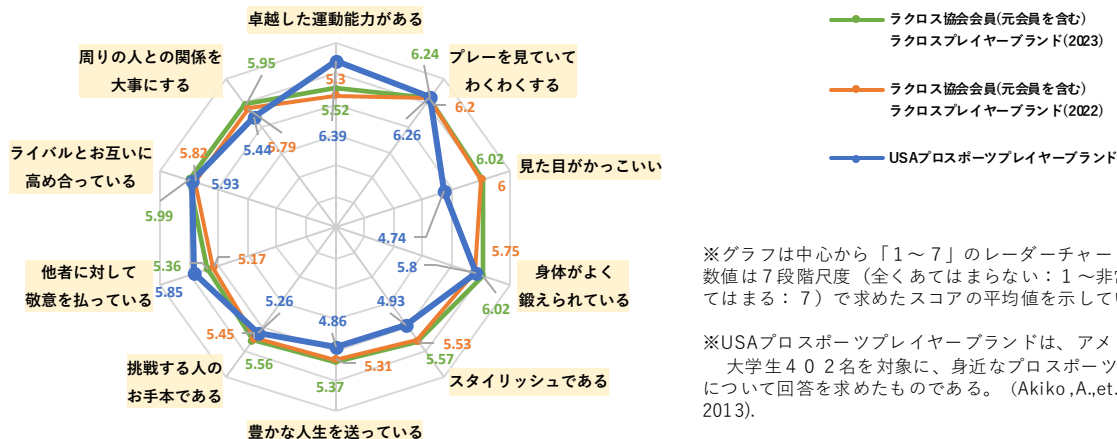 卓越した運動能力がある
周りの人との関係を
大事にする
5.95
6.24
プレーを見ていて
わくわくする
5.3
5.52
6.39
6.26
6.2
5.44
5.79
ライバルとお互いに
高め合っている
5.82
5.93
5.99
見た目がかっこいい
6.02
6
4.74
他者に対して
敬意を払っている
5.36
5.17
5.85
身体がよく
鍛えられている
5.75
5.8
6.02
挑戦する人の
お手本である
5.45
5.26
5.56
4.86
4.93
5.37
5.31
5.53
5.57
スタイリッシュである
豊かな人生を送っている
ラクロス協会会員(元会員を含む)
ラクロスプレイヤーブランド(2023)
ラクロス協会会員(元会員を含む)
ラクロスプレイヤーブランド(2022)
USAプロスポーツプレイヤーブランド
※グラフは中心から「1〜7」のレーダーチャー
数値は7段階尺度（全くあてはまらない：1〜非
てはまる：7）で求めたスコアの平均値を示してい
※USAプロスポーツプレイヤーブランドは、アメ
大学生402名を対象に、身近なプロスポーツ
について回答を求めたものである。（Akiko,A.,et.
2013).